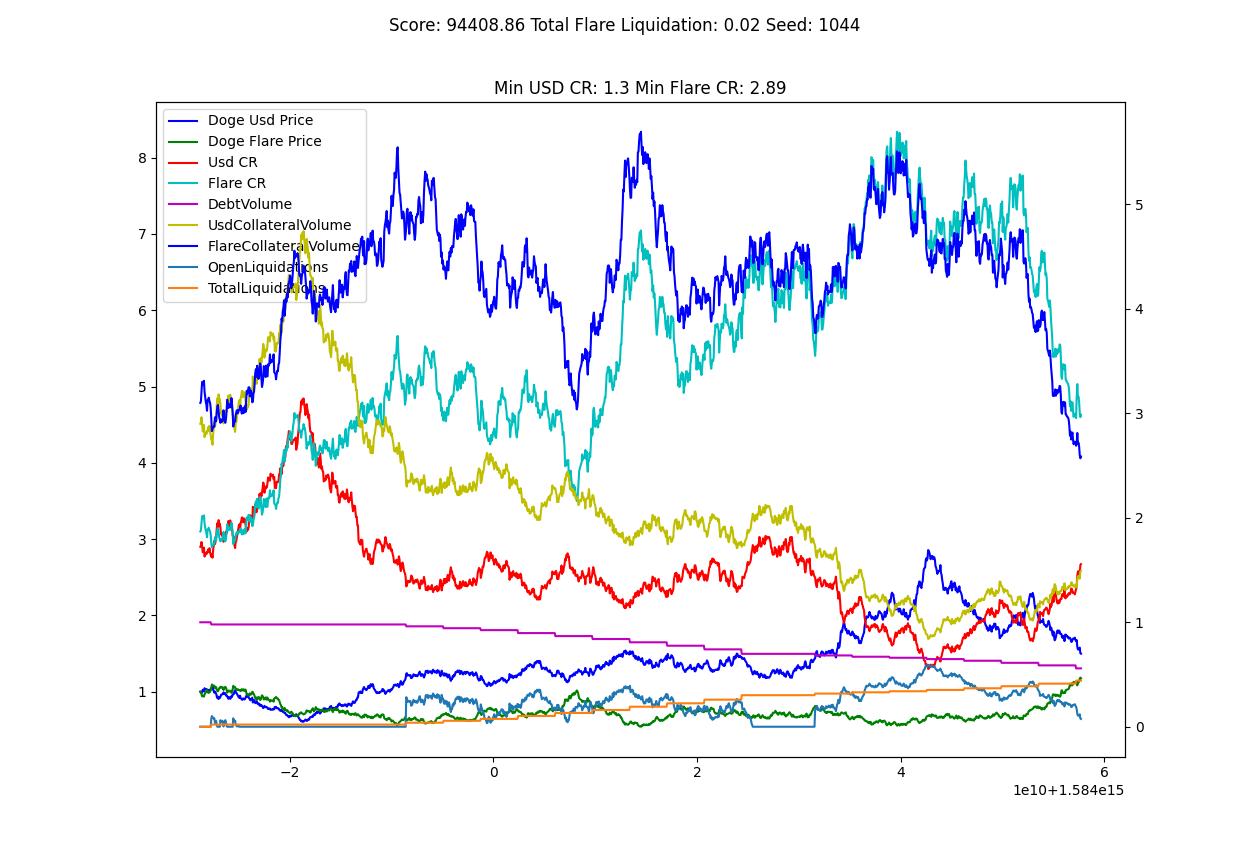 Score: 94408.86 Total Flare Liquidation: 0.02 Seed: 1044
Min USD CR: 1.3 Min Flare CR: 2.89
Doge Usd Price
Doge Flare Price
Usd CR
Flare CR
DebtVolume
UsdCollateralVolume
FlareCollateralVolume
OpenLiquidations
TotalLiquidations
8
7
6
5
4
3
2
1
5
4
3
2
1
0
−2
0
2
4
6
1e10+1.584e15